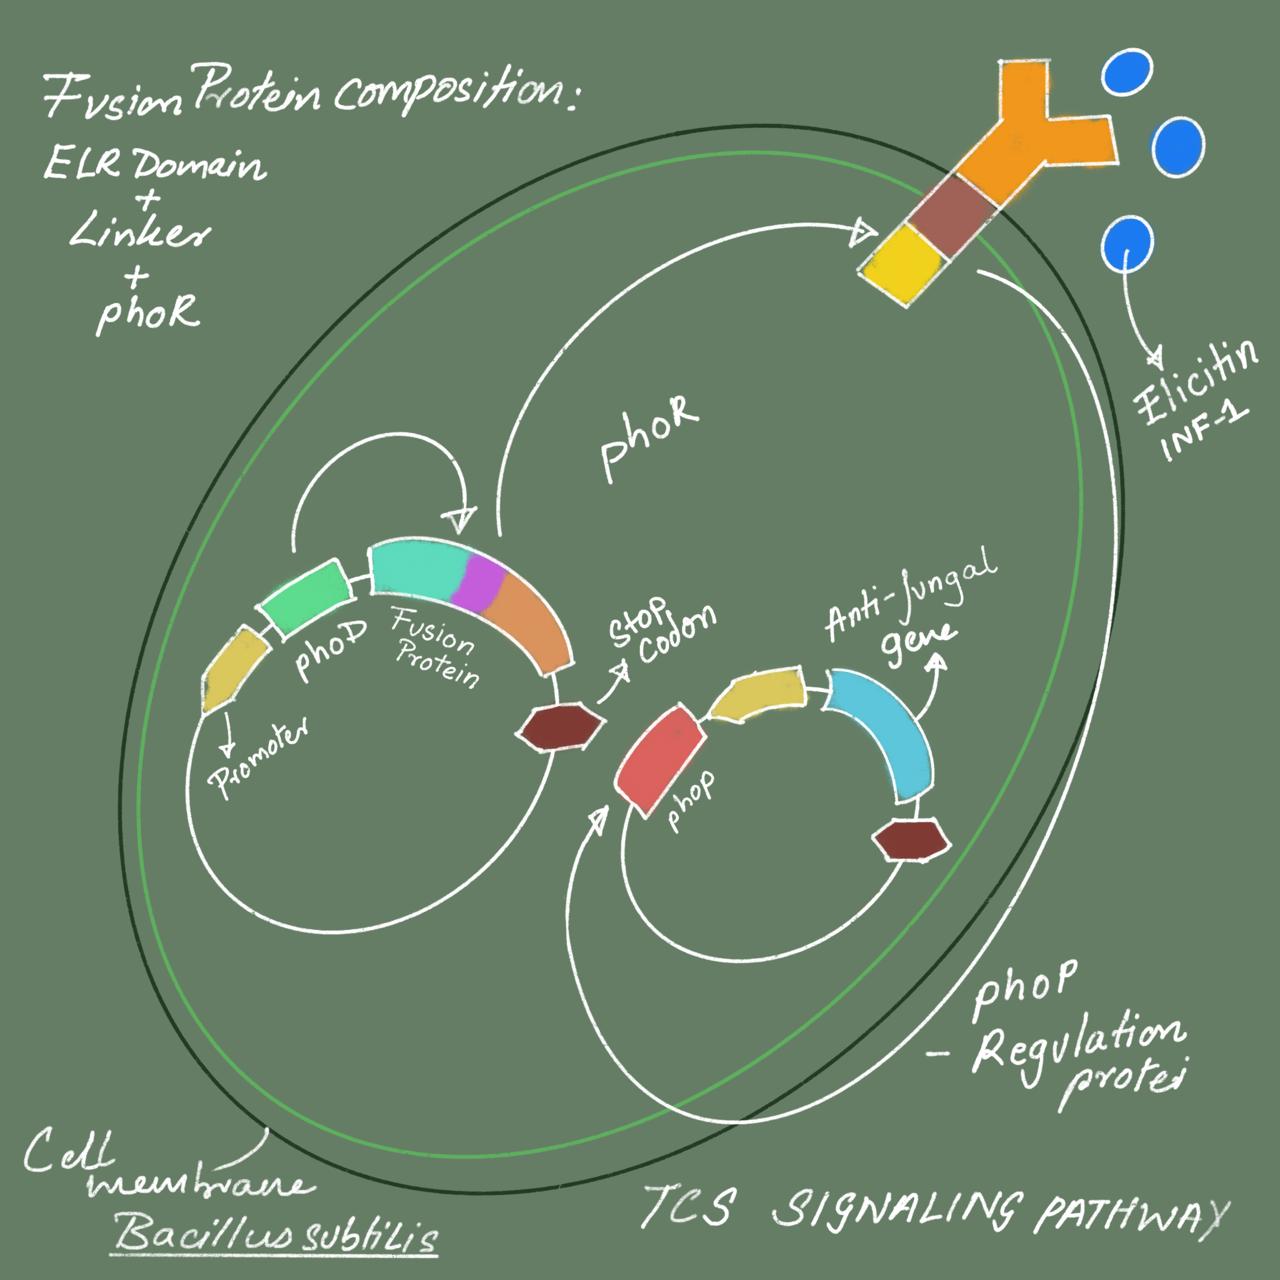 Fusion Protein Composition:
ELR Domain
+
Linker
+
phoR
Elicitin
INF-1
phoR
Anti-fungal
gene
Stop
Codon
Fusion
Protein
phoD
Promoter
phop
phop
- Regulation
protei
Cell
membrane
Bacillus subtilis
TCS SIGNALING PATHWAY